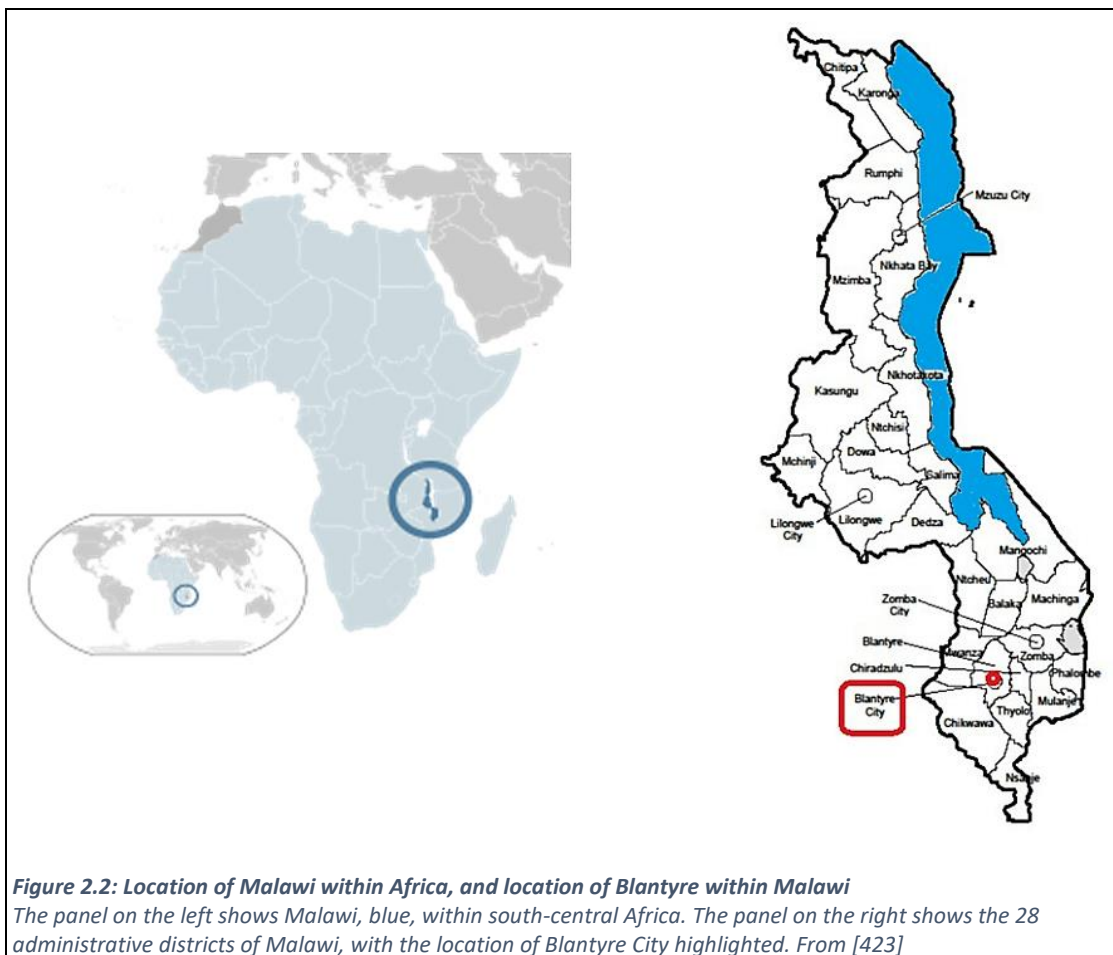 Chitipa
Karonga
Rumphi
Mzuzu City
Nkhata Bay
Mzimba
1 2
Nkhotakota
Kasungu
Ntchisi
Dowa
Mchinji
Salima
Lilongwe
City
Lilongwe
Dedza
Mangochi
Ntcheu
Zomba
City
Balaka
Machinga
Blantyre
Mwanza
Zomba
Chiradzulu
Phalombe
Blantyre
City
Mulanje
Thyolo
Chikwawa
Nsanje
Figure 2.2: Location of Malawi within Africa, and location of Blantyre within Malawi
The panel on the left shows Malawi, blue, within south-central Africa. The panel on the right shows the 28
administrative districts of Malawi, with the location of Blantyre City highlighted. From [423]